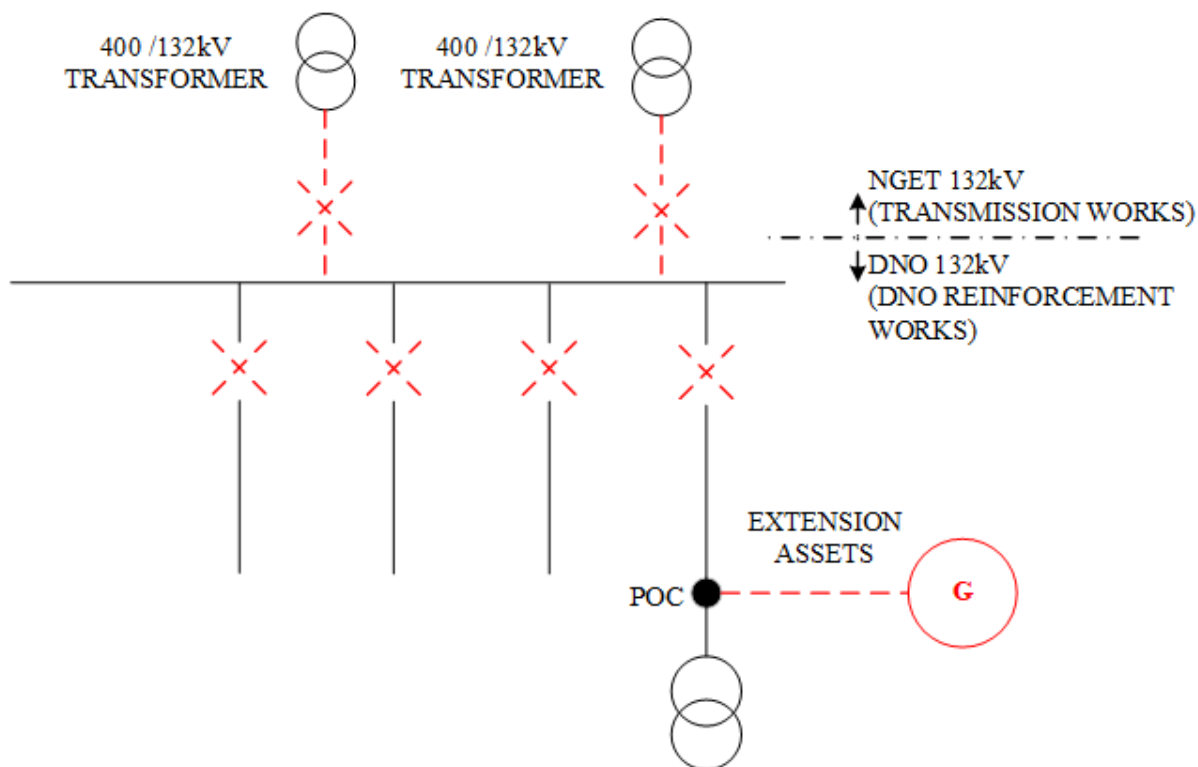 400 /132kV
TRANSFORMER
400 /132kV
TRANSFORMER
NGET 132kV
(TRANSMISSION WORKS)
DNO 132kV
(DNO REINFORCEMENT
WORKS)
EXTENSION
ASSETS
POC
G